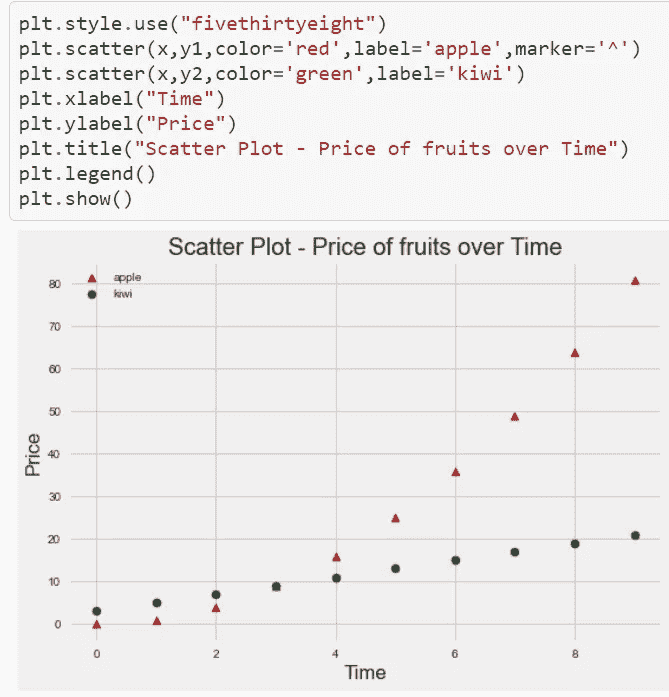 plt.style.use("fivethirtyeight")
plt.scatter(x,y1,color='red',label='apple',marker='^')
plt.scatter(x,y2,color='green',label='kiwi')
plt.xlabel("Time")
plt.ylabel("Price")
plt.title("Scatter Plot - Price of fruits over Time")
plt.legend()
plt.show()
Scatter Plot - Price of fruits over Time
apple
kiwi
80
70
60
50
40
30
20
10
0
Price
0 2 4 6 8
Time